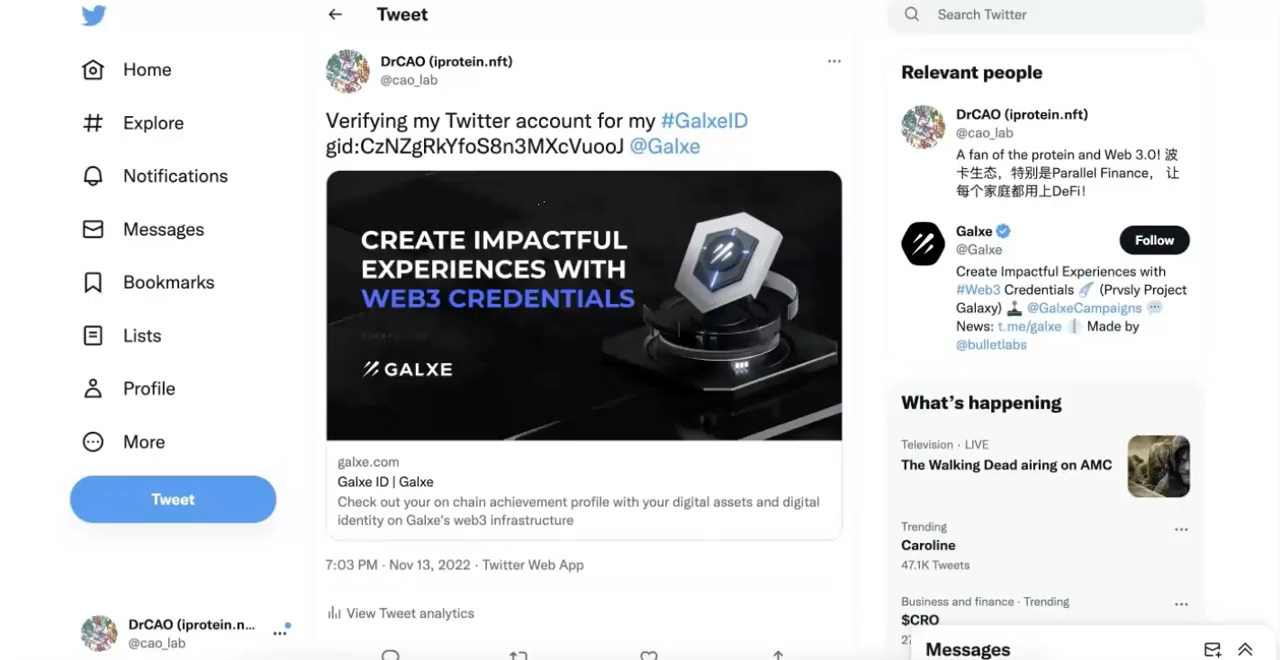 Home
Explore
Notifications
Messages
Bookmarks
Lists
Profile
More
Tweet
DrCAO (iprotein.n...
@cao_lab
Tweet
DrCAO (iprotein.nft)
@cao_lab
Verifying my Twitter account for my #GalxeID
gid:CzNZgRkYfoS8n3MXcVuooJ @Galxe
CREATE IMPACTFUL
EXPERIENCES WITH
WEB3 CREDENTIALS
GALXE
galxe.com
Galxe ID | Galxe
Check out your on chain achievement profile with your digital assets and digital
identity on Galxe's web3 infrastructure
7:03 PM · Nov 13, 2022 · Twitter Web App
View Tweet analytics
Search Twitter
Relevant people
DrCAO (iprotein.nft)
@cao_lab
A fan of the protein and Web 3.0! 波
卡生态，特别是Parallel Finance， 让
每个家庭都用上DeFi！
Galxe
@Galxe
Follow
Create Impactful Experiences with
#Web3 Credentials (Prvsly Project
Galaxy) @GalxeCampaigns
News: t.me/galxe Made by
@bulletlabs
What's happening
Television · LIVE
The Walking Dead airing on AMC
Trending
Caroline
47.1K Tweets
Business and finance · Trending
$CRO
Messages